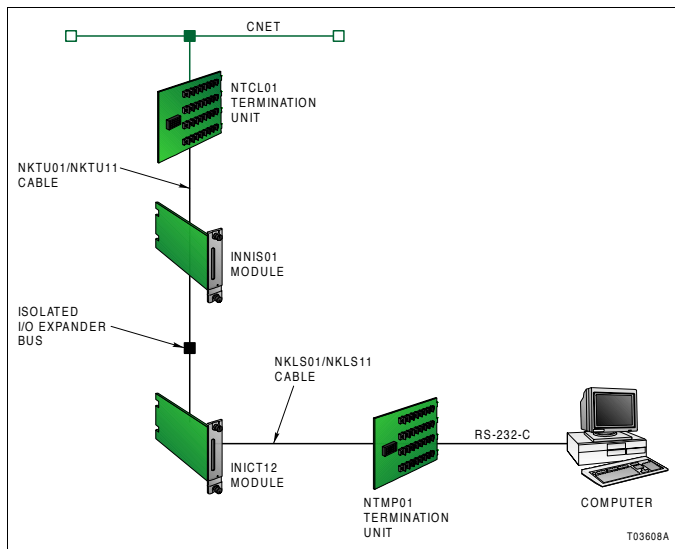 CNET
NTCL01
TERMINATION
UNIT
NKTU01/NKTU11
CABLE
INNIS01
MODULE
ISOLATED
I/O EXPANDER
BUS
NKLS01/NKLS11
CABLE
RS-232-C
INICT12
MODULE
NTMP01
TERMINATION
UNIT
COMPUTER
T03608A